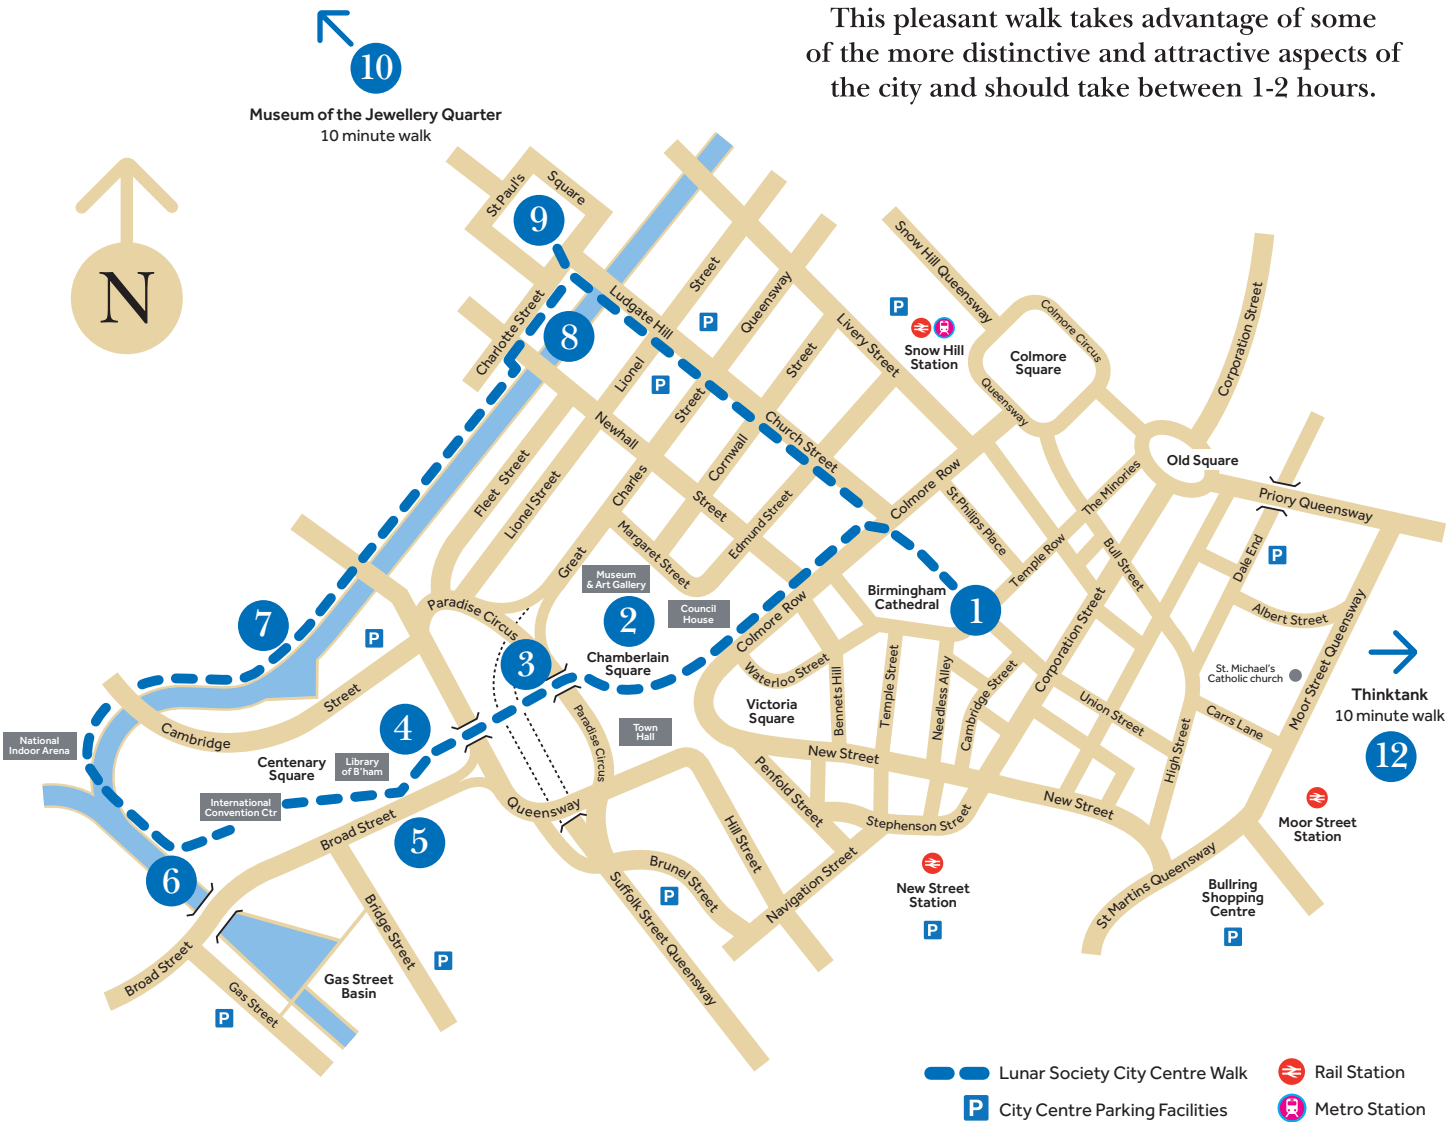 This pleasant walk takes advantage of some
of the more distinctive and attractive aspects of
the city and should take between 1-2 hours.
10
Museum of the Jewellery Quarter
10 minute walk
N
St Paul's
Square
9
Charlotte Street
8
Ludgate Hill
Lionel
Street
P
Queensway
Livery Street
Snow Hill Queensway
P
Snow Hill
Station
Colmore Circus
Colmore
Square
Queensway
Corporation Street
P
Newhall
Street
Charles
Street
Cornwall
Street
Church Street
Colmore Row
Old Square
Priory Queensway
Fleet Street
Lionel Street
Great
Margaret Street
Edmund Street
St Philips Place
The Minories
Temple Row
Bull Street
Dale End
P
Albert Street
Museum
& Art Gallery
2
Council
House
Chamberlain
Square
Birmingham
Cathedral
1
Colmore Row
Paradise Circus
3
7
P
Cambridge
Street
4
National
Indoor Arena
Centenary
Square
Library
of B'ham
International
Convention Ctr
Town
Hall
Paradise Circus
Queensway
Waterloo Street
Victoria
Square
Bennets Hill
Temple Street
Needless Alley
Cambridge Street
Corporation Street
Union Street
High Street
Carrs Lane
St. Michael's
Catholic church
Moor Street Queensway
Thinktank
10 minute walk
12
New Street
New Street
Penfold Street
Stephenson Street
Moor Street
Station
Broad Street
5
6
Hill Street
Brunel Street
P
Navigation Street
New Street
Station
P
St Martins Queensway
Bullring
Shopping
Centre
P
Suffolk Street Queensway
Bridge Street
P
Broad Street
Gas Street
P
Gas Street
Basin
Lunar Society City Centre Walk
Rail Station
P
City Centre Parking Facilities
Metro Station